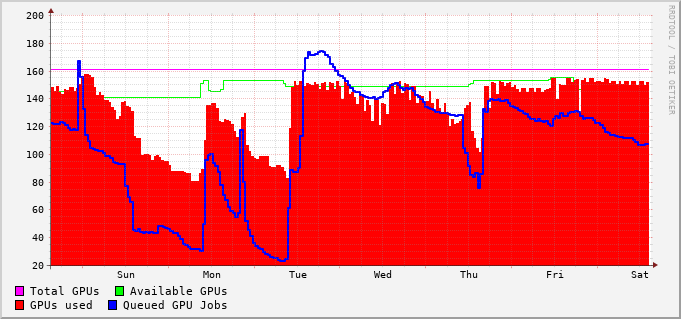 200
180
160
140
120
100
80
60
40
20
Sun Mon Tue Wed Thu Fri Sat
Total GPUs Available GPUs
GPUs used Queued GPU Jobs
RRDTOOL / TOBI OETIKER